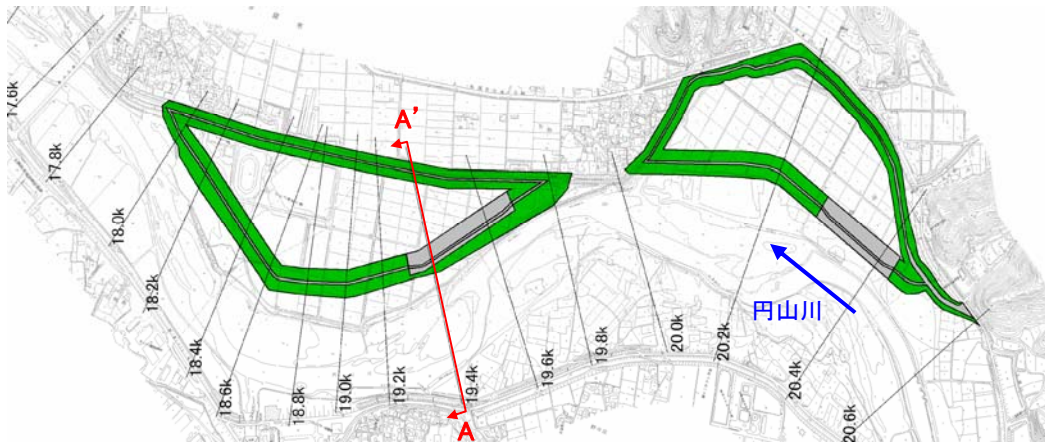 17.6k
17.8k
18.0k
18.2k
18.4k
18.6k
18.8k
19.0k
19.2k
19.4k
19.6k
19.8k
20.0k
20.2k
20.4k
20.6k
A'
A
円山川